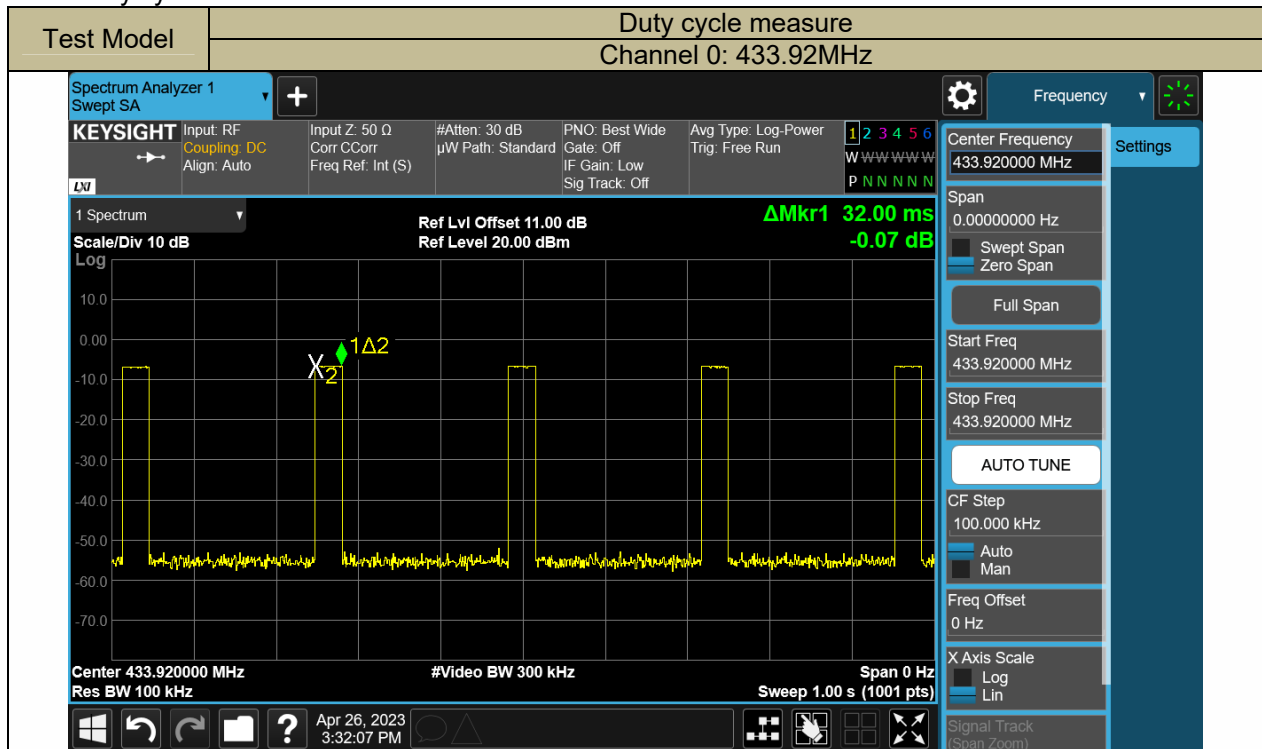 Test Model
Duty cycle measure
Channel 0: 433.92MHz
Spectrum Analyzer 1
Swept SA
Frequency
KEYSIGHT
Input: RF
Coupling: DC
Align: Auto
Input Z: 50 Ω
Corr CCorr
Freq Ref: Int (S)
#Atten: 30 dB
µW Path: Standard
PNO: Best Wide
Gate: Off
IF Gain: Low
Sig Track: Off
Avg Type: Log-Power
Trig: Free Run
1 2 3 4 5 6
W W W W W W
P N N N N N
LXI
1 Spectrum
Scale/Div 10 dB
Log
Ref Lvl Offset 11.00 dB
Ref Level 20.00 dBm
ΔMkr1 32.00 ms
-0.07 dB
10.0
0.00
-10.0
-20.0
-30.0
-40.0
-50.0
-60.0
-70.0
1Δ2
X2
Center 433.920000 MHz
Res BW 100 kHz
#Video BW 300 kHz
Span 0 Hz
Sweep 1.00 s (1001 pts)
?
Apr 26, 2023
3:32:07 PM
Center Frequency
433.920000 MHz
Settings
Span
0.00000000 Hz
Swept Span
Zero Span
Full Span
Start Freq
433.920000 MHz
Stop Freq
433.920000 MHz
AUTO TUNE
CF Step
100.000 kHz
Auto
Man
Freq Offset
0 Hz
X Axis Scale
Log
Lin
Signal Track
(Span Zoom)